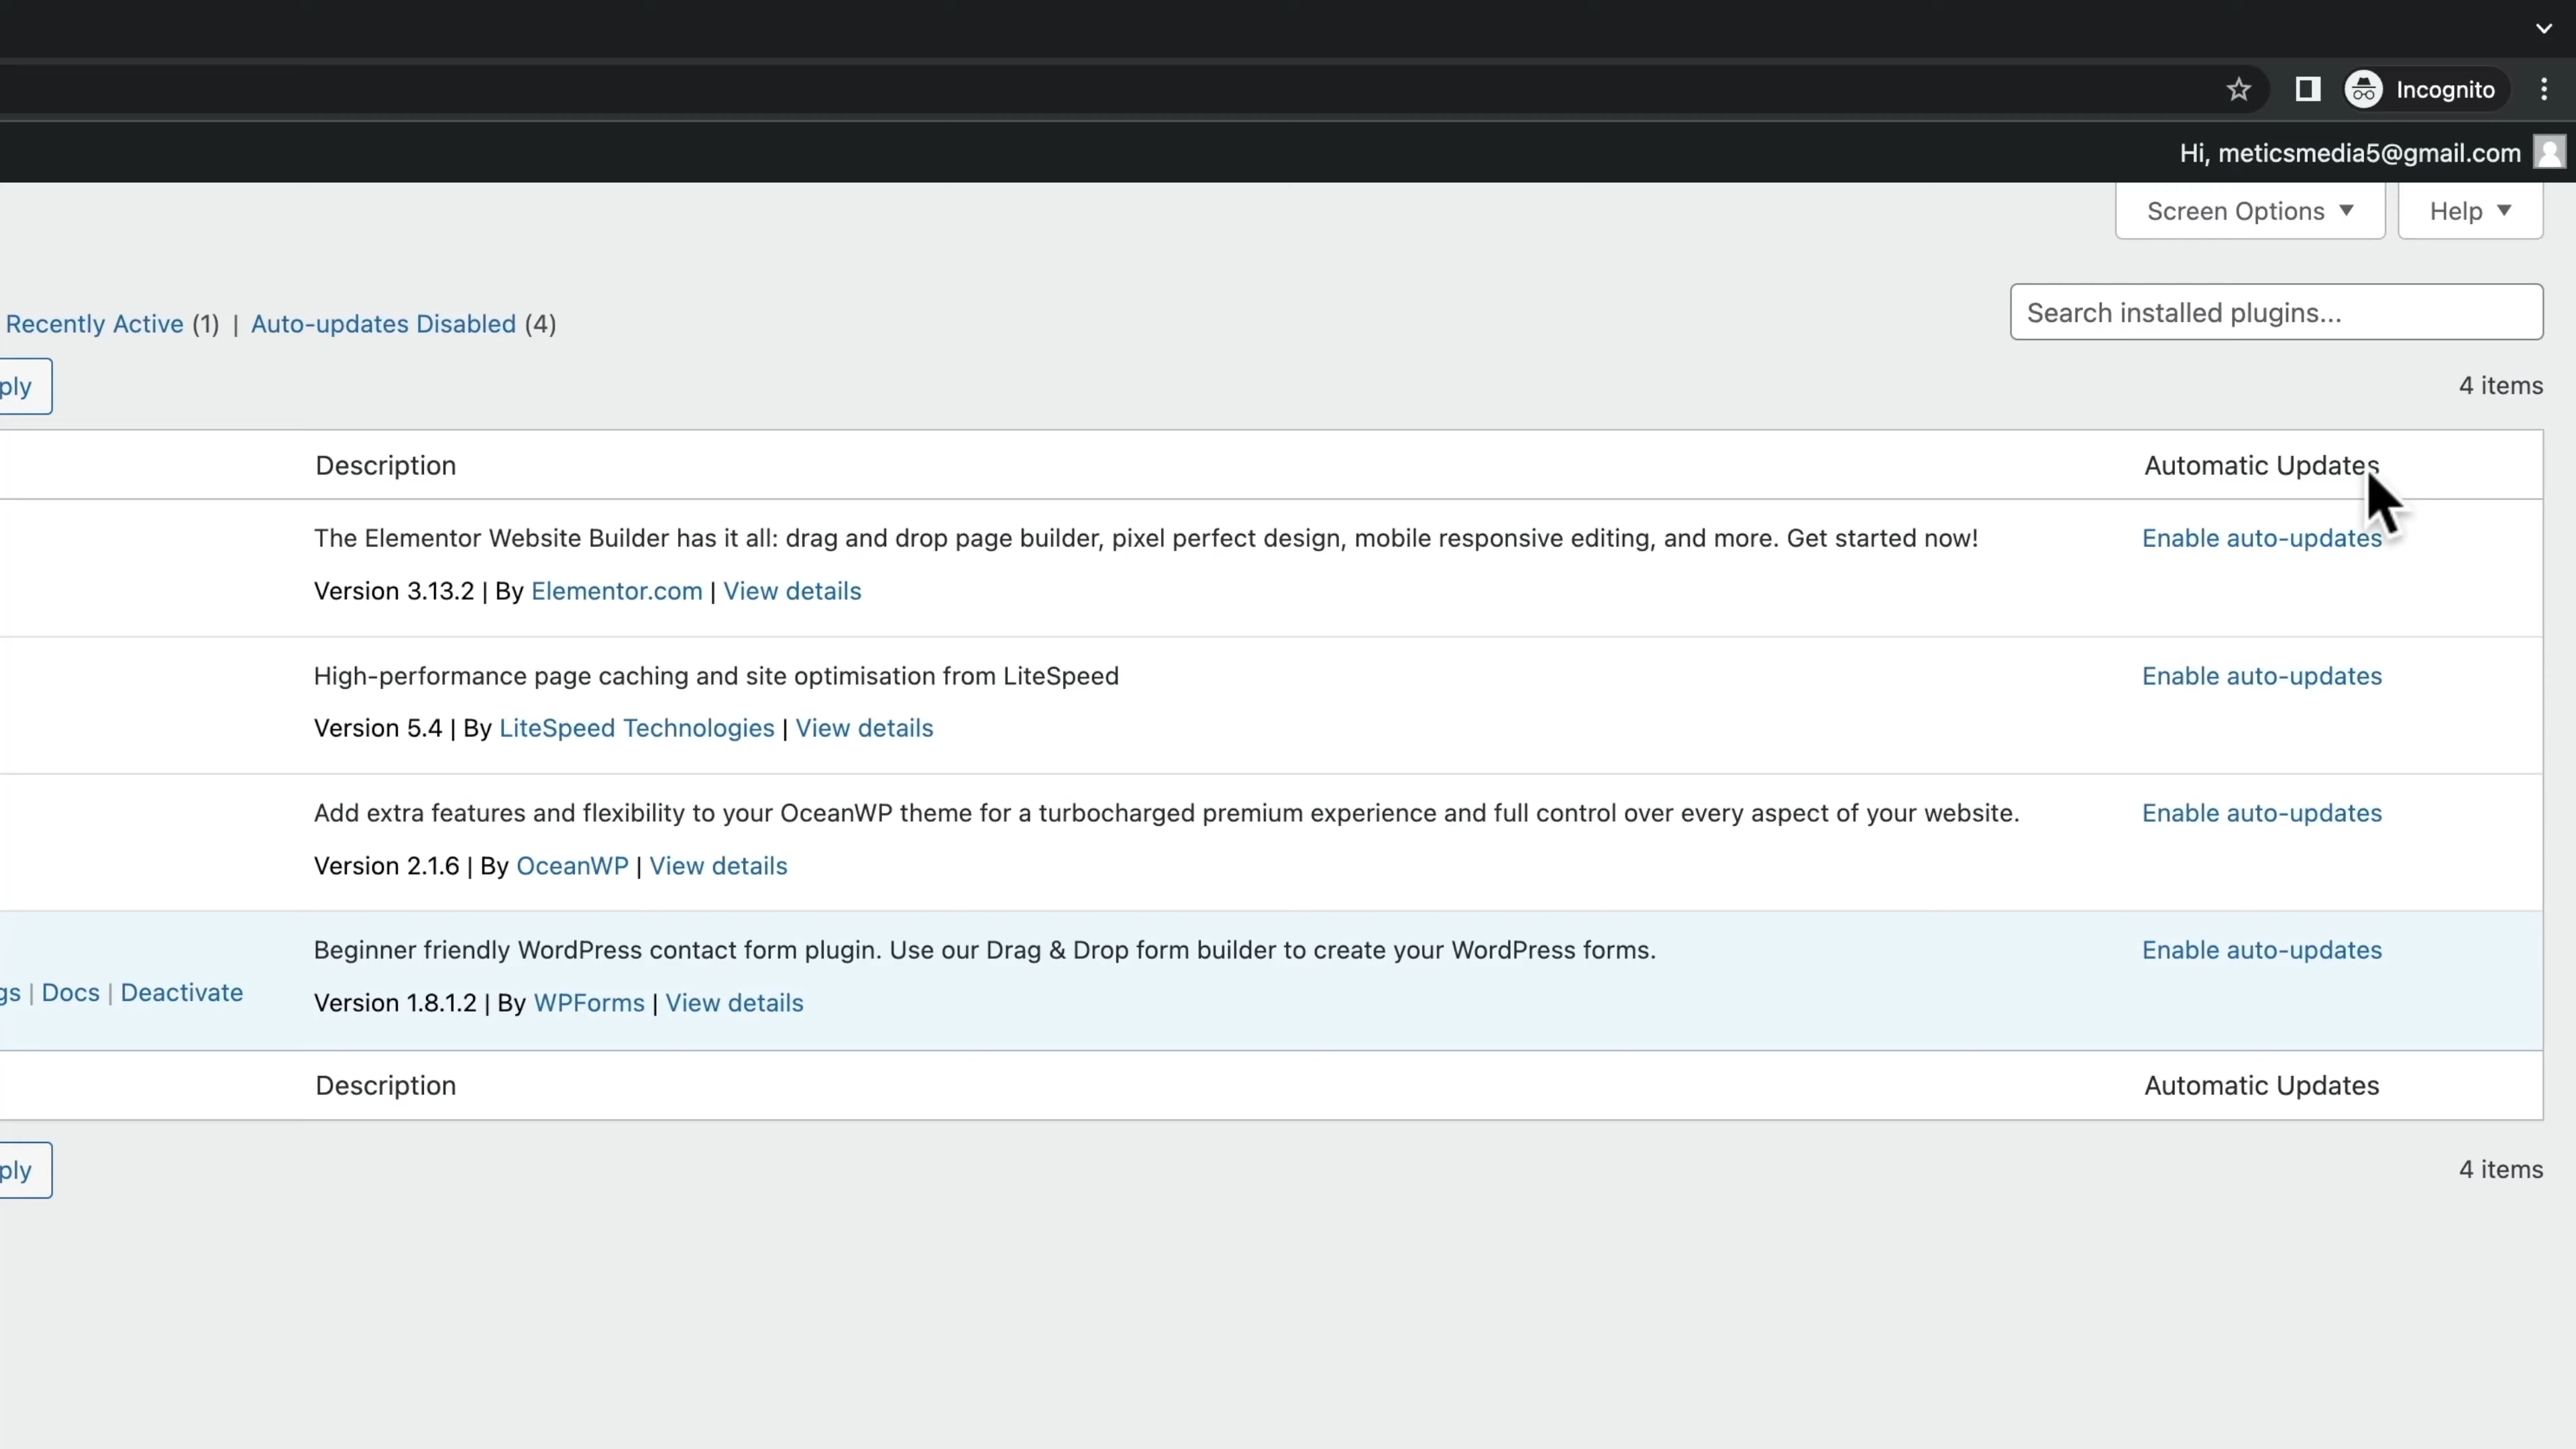 Incognito
Hi, meticsmedia5@gmail.com
Screen Options ▼ Help ▼
Recently Active (1) | Auto-updates Disabled (4)
Search installed plugins...
ply
4 items
Description Automatic Updates
The Elementor Website Builder has it all: drag and drop page builder, pixel perfect design, mobile responsive editing, and more. Get started now! Enable auto-updates
Version 3.13.2 | By Elementor.com | View details
High-performance page caching and site optimisation from LiteSpeed Enable auto-updates
Version 5.4 | By LiteSpeed Technologies | View details
Add extra features and flexibility to your OceanWP theme for a turbocharged premium experience and full control over every aspect of your website. Enable auto-updates
Version 2.1.6 | By OceanWP | View details
Beginner friendly WordPress contact form plugin. Use our Drag & Drop form builder to create your WordPress forms. Enable auto-updates
gs | Docs | Deactivate
Version 1.8.1.2 | By WPForms | View details
Description Automatic Updates
ply
4 items